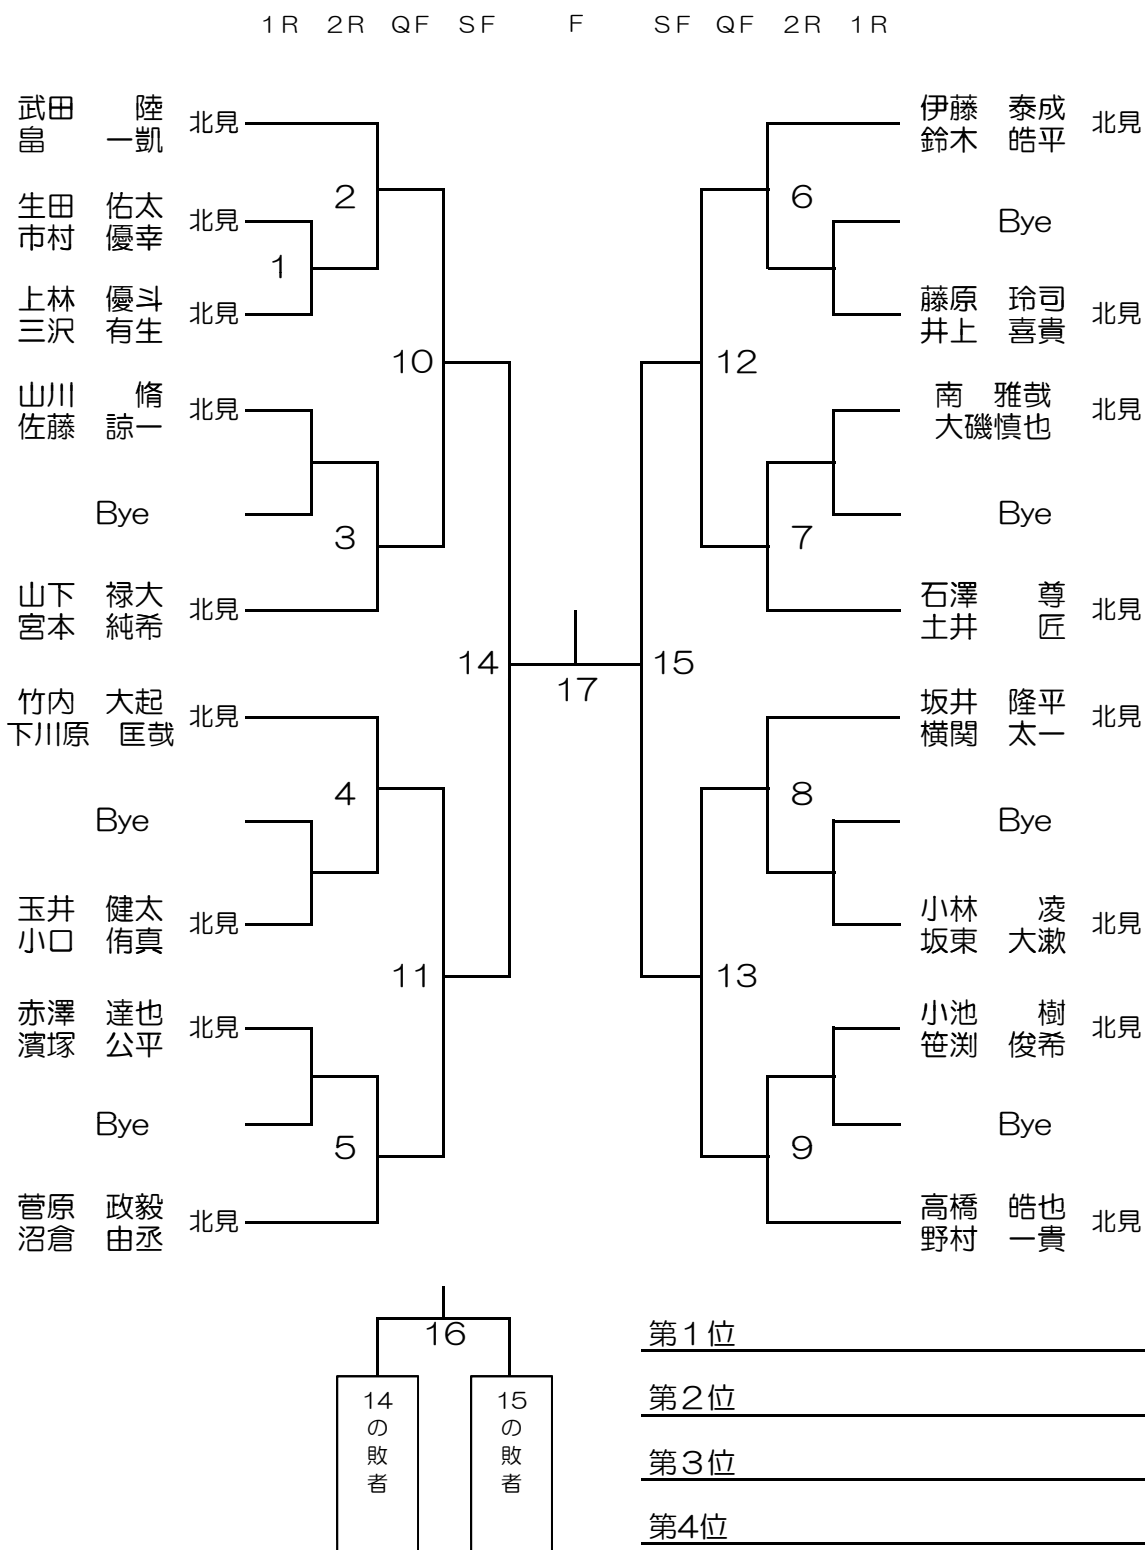 1R 2R QF SF F SF QF 2R 1R
武田 陸 北見
畠 一凱
2
生田 佑太 北見
市村 優幸
1
上林 優斗 北見
三沢 有生
10
山川 脩 北見
佐藤 諒一
Bye
3
山下 禄大 北見
宮本 純希
14
竹内 大起 北見
下川原 匡哉
4
Bye
玉井 健太 北見
小口 侑真
11
赤澤 達也 北見
濱塚 公平
Bye
5
菅原 政毅 北見
沼倉 由丞
17
伊藤 泰成 北見
鈴木 皓平
6
Bye
藤原 玲司 北見
井上 喜貴
12
南 雅哉 北見
大磯慎也
Bye
7
石澤 尊 北見
土井 匠
15
坂井 隆平 北見
横関 太一
8
Bye
小林 凌 北見
坂東 大漱
13
小池 樹 北見
笹渕 俊希
Bye
9
高橋 皓也 北見
野村 一貴
16
14の敗者
15の敗者
第1位
第2位
第3位
第4位